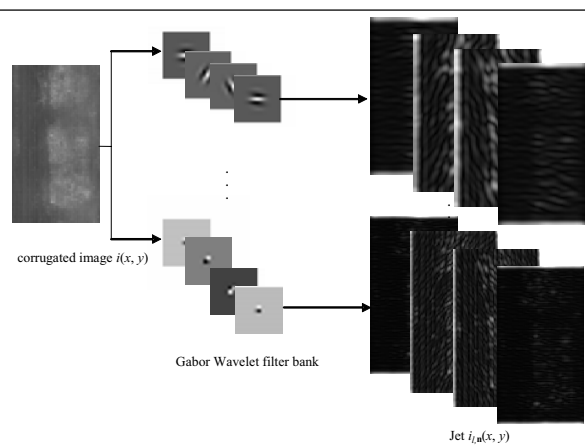 corrugated image i(x, y)
Gabor Wavelet filter bank
Jet i_{l,n}(x, y)